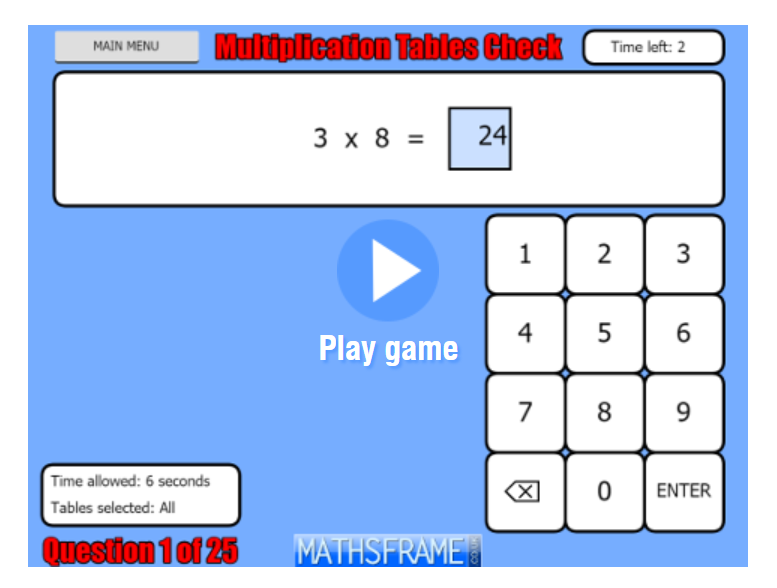 MAIN MENU
Multiplication Tables Check
Time left: 2
3 x 8 = 24
1 2 3
Play game
4 5 6
7 8 9
0 ENTER
Time allowed: 6 seconds
Tables selected: All
Question 1 of 25
MATHSFRAME